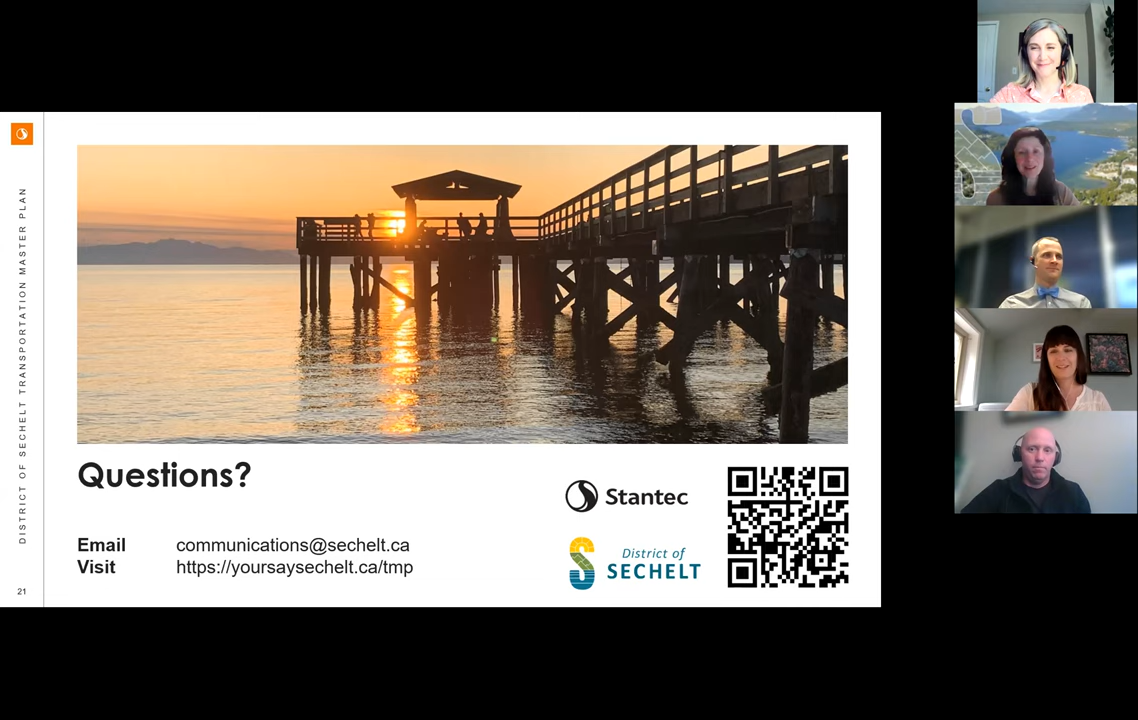 DISTRICT OF SECHELT TRANSPORTATION MASTER PLAN
Questions?
Stantec
Email communications@sechelt.ca
Visit https://yoursaysechelt.ca/tmp
District of
SECHELT
21